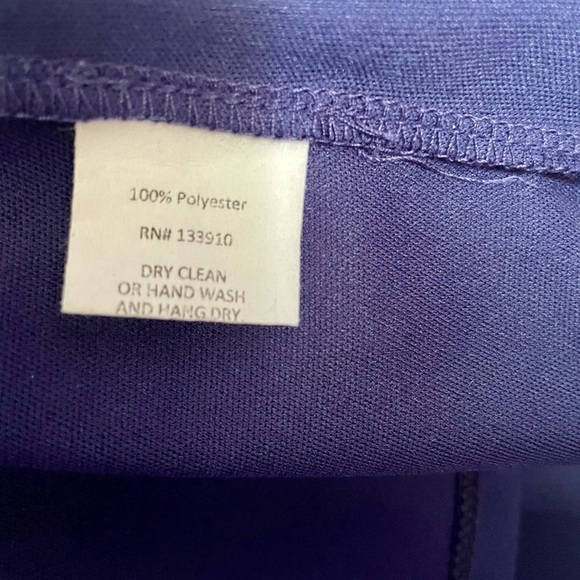 100% Polyester
RN# 133910
DRY CLEAN
OR HAND WASH
AND HANG DRY